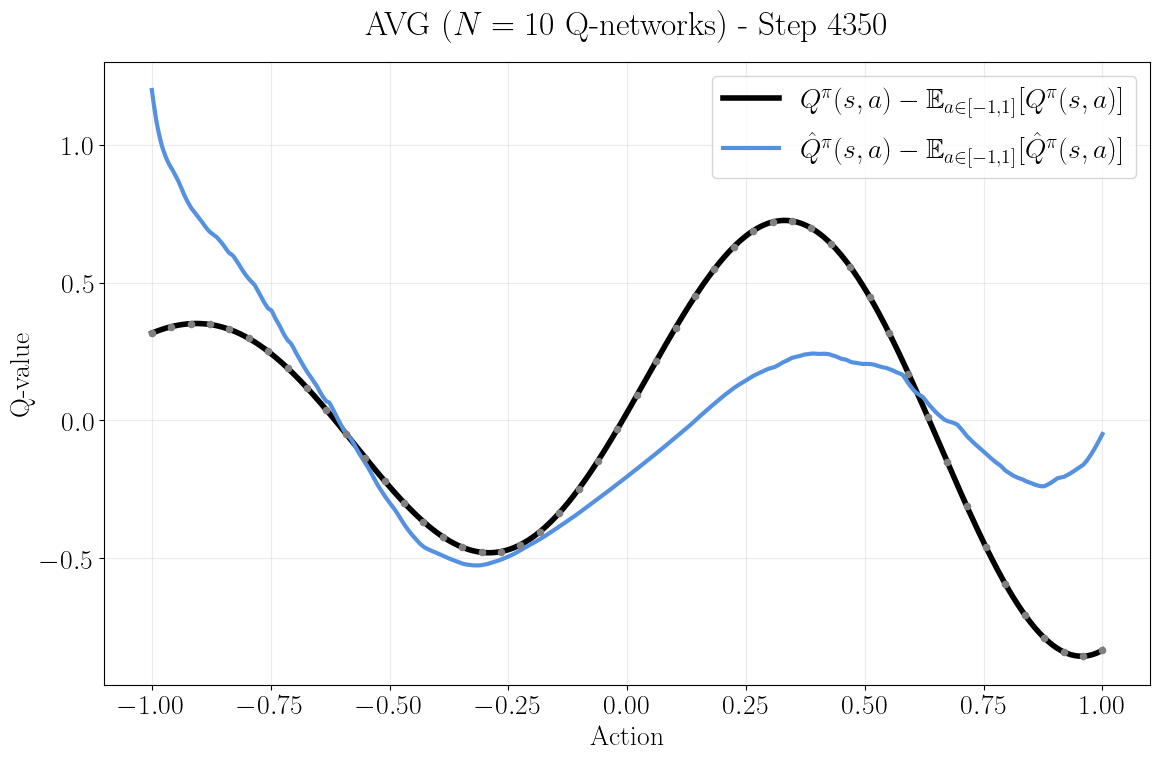 AVG (N = 10 Q-networks) - Step 4350
Q^π(s, a) − 𝔼_{a∈[−1,1]}[Q^π(s, a)]
Q̂^π(s, a) − 𝔼_{a∈[−1,1]}[Q̂^π(s, a)]
1.0
0.5
0.0
−0.5
Q-value
−1.00 −0.75 −0.50 −0.25 0.00 0.25 0.50 0.75 1.00
Action